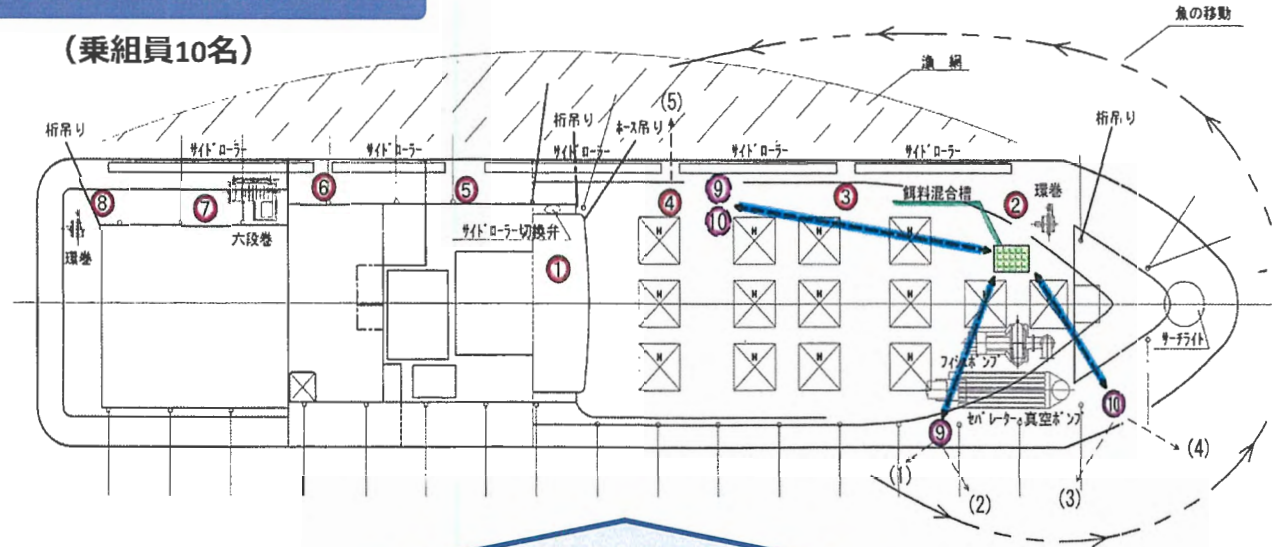 (乗組員10名)
魚の移動
漁 網
(5)
桁吊り
サイドローラー
サイドローラー
桁吊り
ホース吊り
サイドローラー
サイドローラー
サイドローラー
桁吊り
⑧
⑦
⑥
⑤
④
⑨
⑩
③
餌料混合槽
②
環巻
環巻
六段巻
サイドローラー切換弁
①
H
H
H
H
H
H
H
H
H
H
H
H
サーチライト
フィッシュポンプ
セパレーター
真空ポンプ
⑨
⑩
(1)
(2)
(3)
(4)